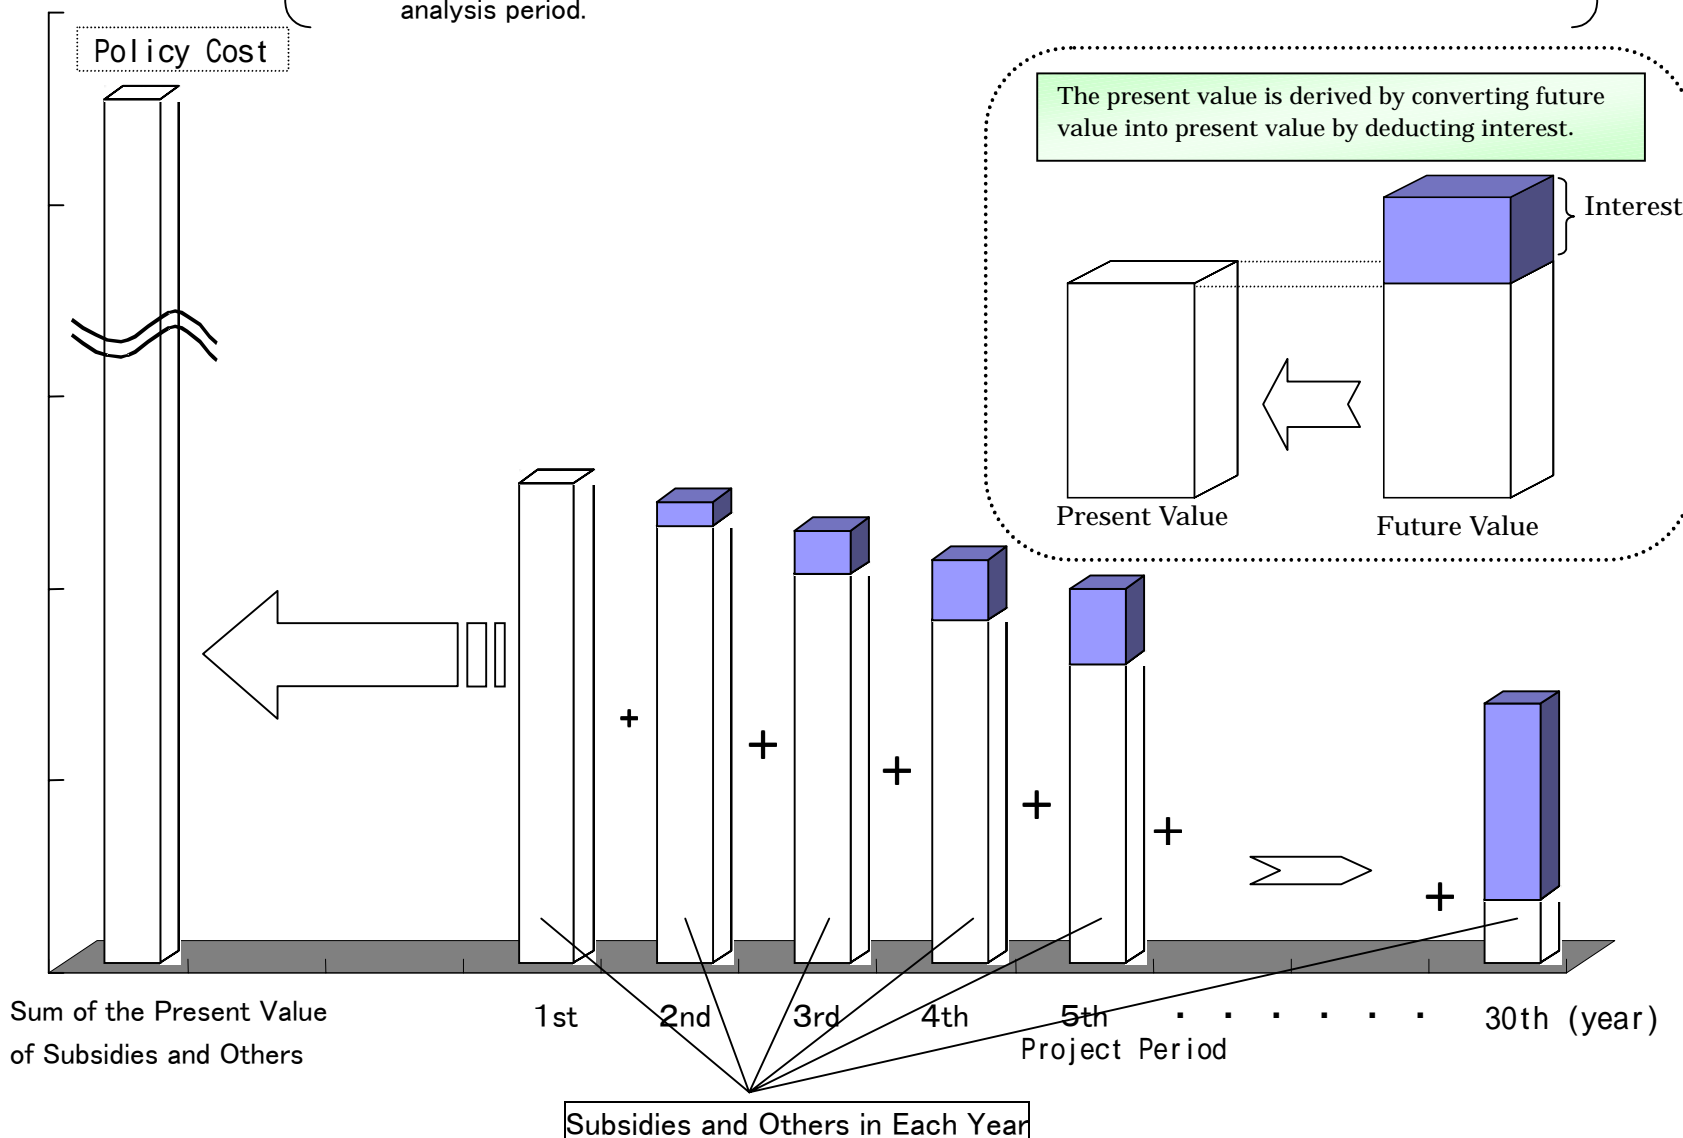 analysis period.
Policy Cost
The present value is derived by converting future
value into present value by deducting interest.
Interest
Present Value
Future Value
+
+
+
+
+
+
Sum of the Present Value
of Subsidies and Others
1st 2nd 3rd 4th 5th ・ ・ ・ ・ ・ ・ 30th (year)
Project Period
Subsidies and Others in Each Year